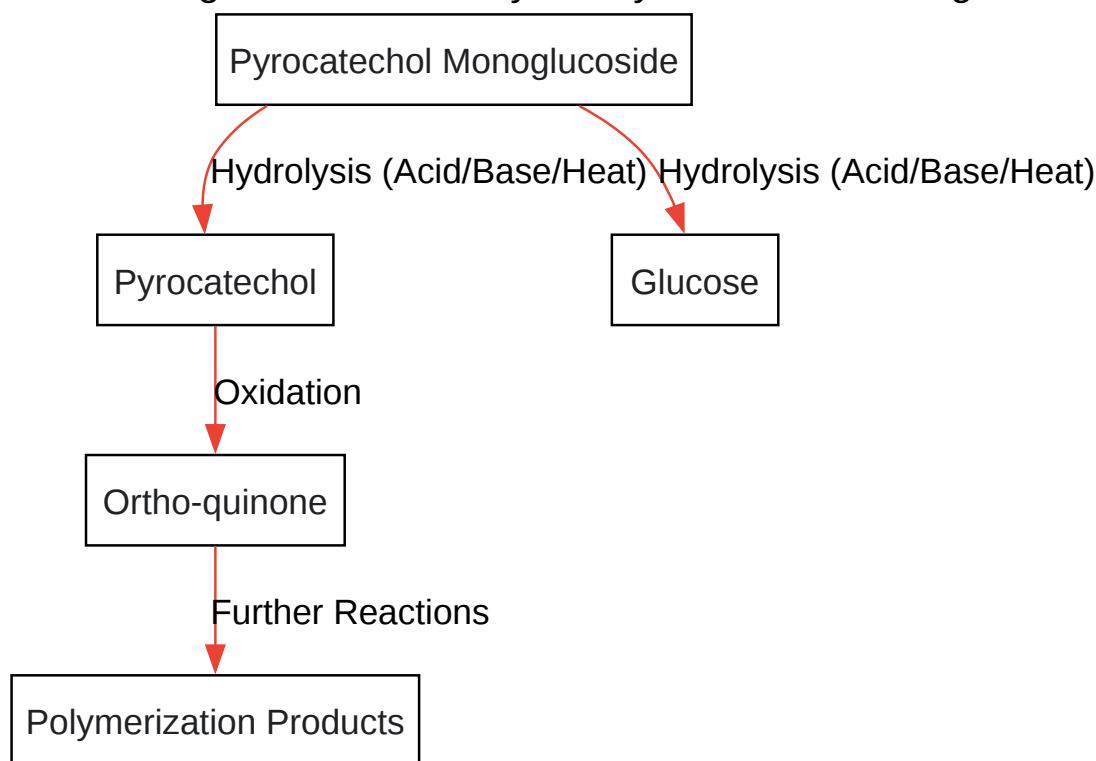 Pyrocatechol Monoglucoside
Hydrolysis (Acid/Base/Heat) Hydrolysis (Acid/Base/Heat)
Pyrocatechol
Glucose
Oxidation
Ortho-quinone
Further Reactions
Polymerization Products